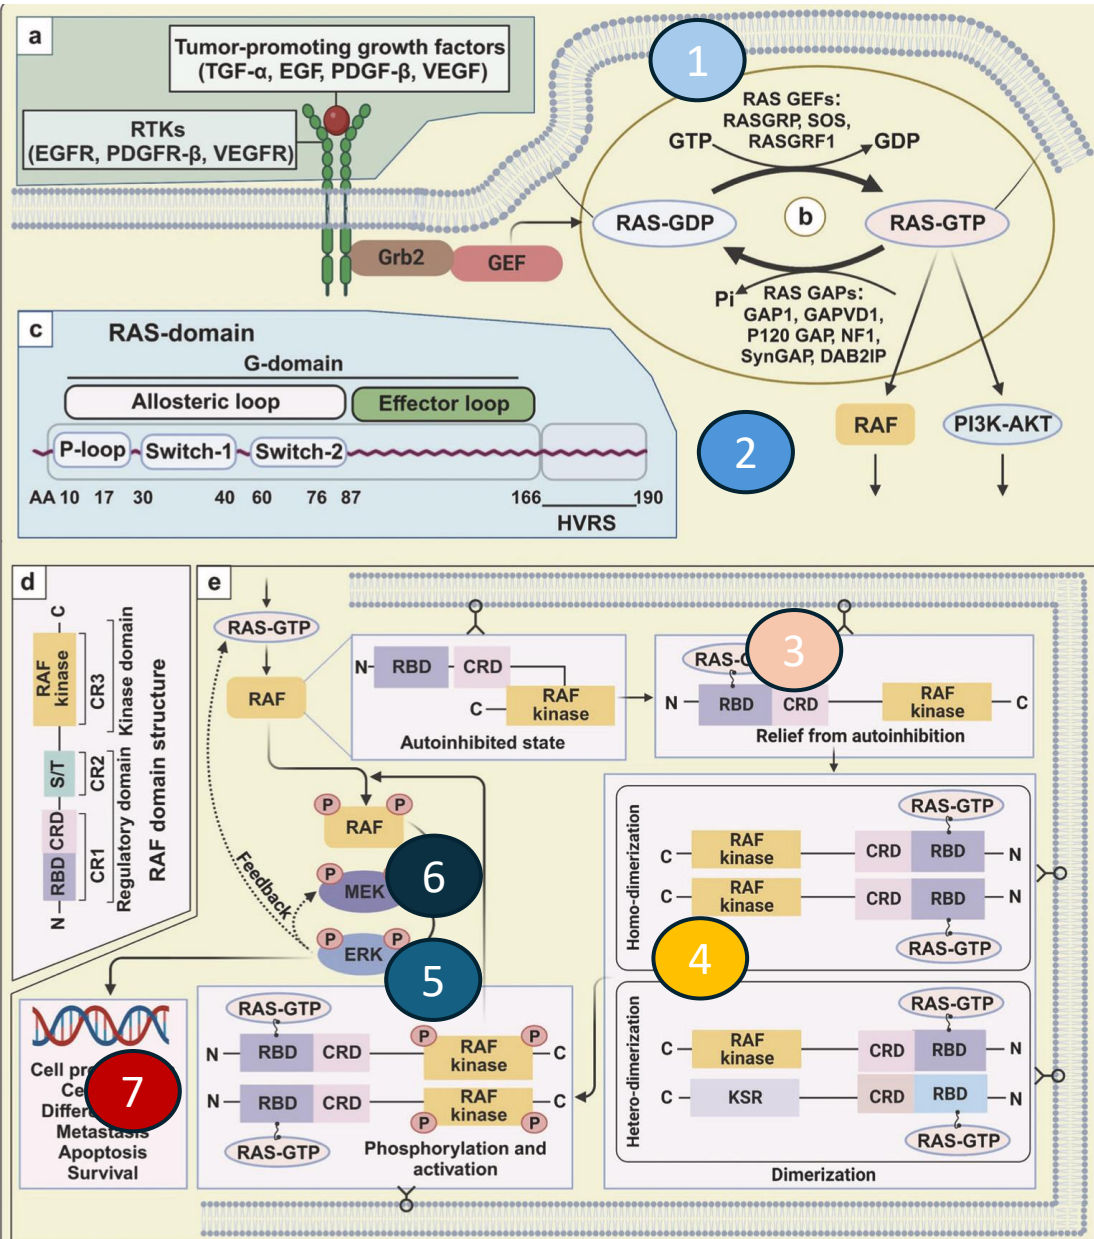 a
Tumor-promoting growth factors
(TGF-α, EGF, PDGF-β, VEGF)
RTKs
(EGFR, PDGFR-β, VEGFR)
Grb2
GEF
1
RAS GEFs:
RASGRP, SOS,
RASGRF1
GTP
GDP
RAS-GDP
b
RAS-GTP
Pi
RAS GAPs:
GAP1, GAPVD1,
P120 GAP, NF1,
SynGAP, DAB2IP
2
RAF
PI3K-AKT
c
RAS-domain
G-domain
Allosteric loop
Effector loop
P-loop
Switch-1
Switch-2
AA 10 17 30 40 60 76 87 166 190
HVRS
d
C
RAF kinase
CR3
Kinase domain
S/T
CR2
CRD
RBD
CR1
Regulatory domain
N
RAF domain structure
e
RAS-GTP
RAF
N RBD CRD
C RAF kinase
Autoinhibited state
3
N RBD CRD RAF kinase C
Relief from autoinhibition
P P
RAF
6
P
MEK
P P
ERK
5
Feedback
Homo-dimerization
RAS-GTP
C RAF kinase CRD RBD N
C RAF kinase CRD RBD N
RAS-GTP
4
Hetero-dimerization
RAS-GTP
C RAF kinase CRD RBD N
C KSR CRD RBD N
RAS-GTP
Dimerization
RAS-GTP
P P
N RBD CRD RAF kinase C
N RBD CRD RAF kinase C
P P
RAS-GTP
Phosphorylation and
activation
7
Cell
Metastasis
Apoptosis
Survival